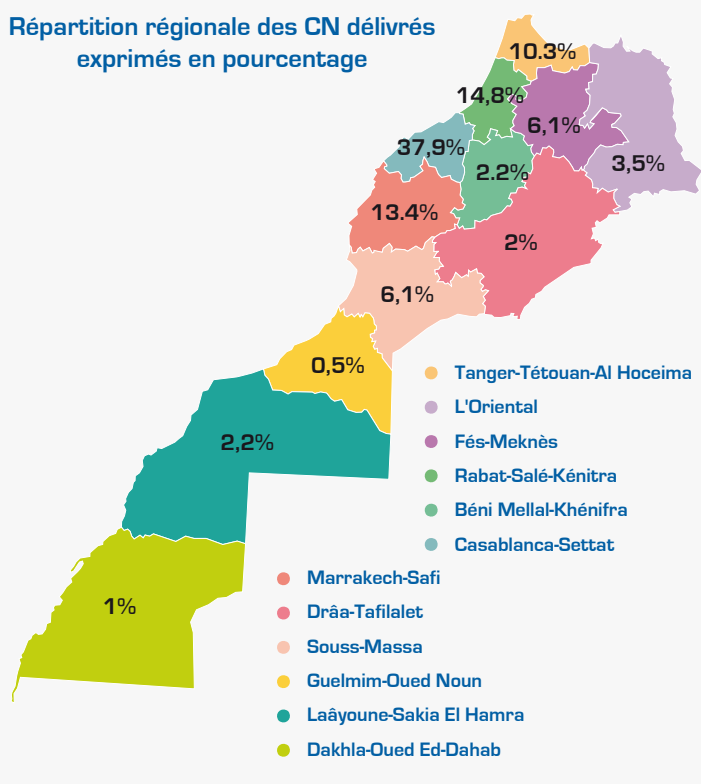 Répartition régionale des CN délivrés
exprimés en pourcentage
10.3%
14,8%
6,1%
37,9%
2.2%
3,5%
13.4%
2%
6,1%
0,5%
2,2%
1%
Tanger-Tétouan-Al Hoceima
L'Oriental
Fés-Meknès
Rabat-Salé-Kénitra
Béni Mellal-Khénifra
Casablanca-Settat
Marrakech-Safi
Drâa-Tafilalet
Souss-Massa
Guelmim-Oued Noun
Laâyoune-Sakia El Hamra
Dakhla-Oued Ed-Dahab